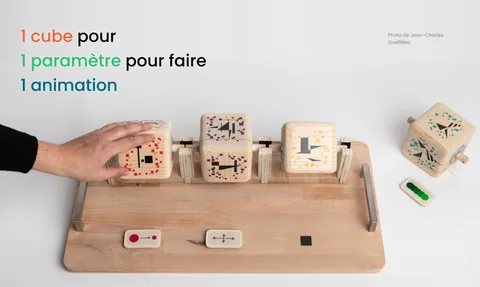 1 cube pour
1 paramètre pour faire
1 animation
Photo de Jean-Charles
Queffélec